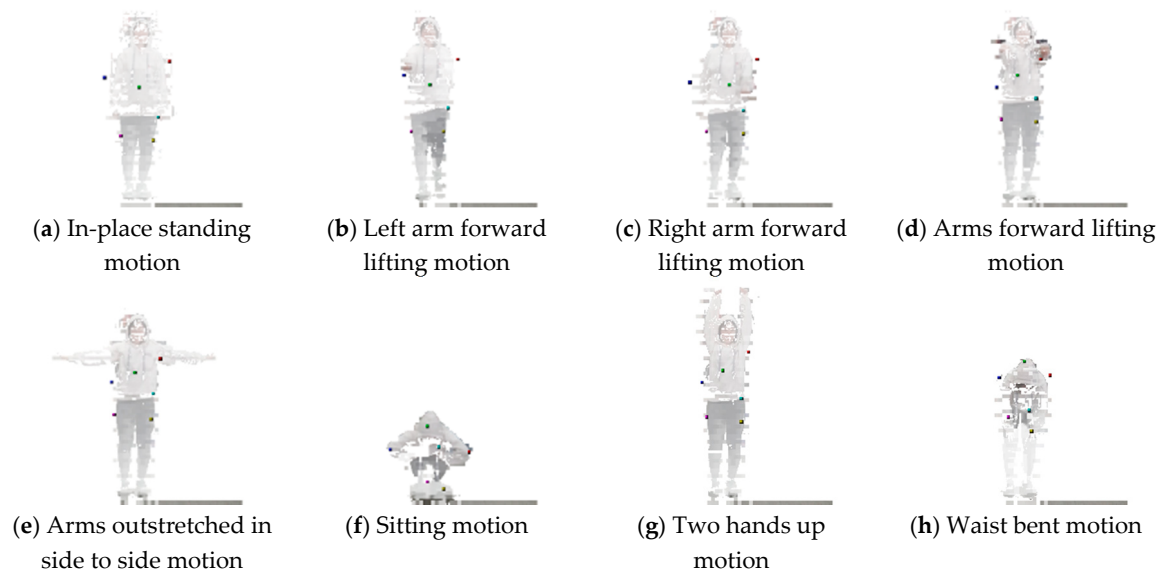 (a) In-place standing
motion
(b) Left arm forward
lifting motion
(c) Right arm forward
lifting motion
(d) Arms forward lifting
motion
(e) Arms outstretched in
side to side motion
(f) Sitting motion
(g) Two hands up
motion
(h) Waist bent motion